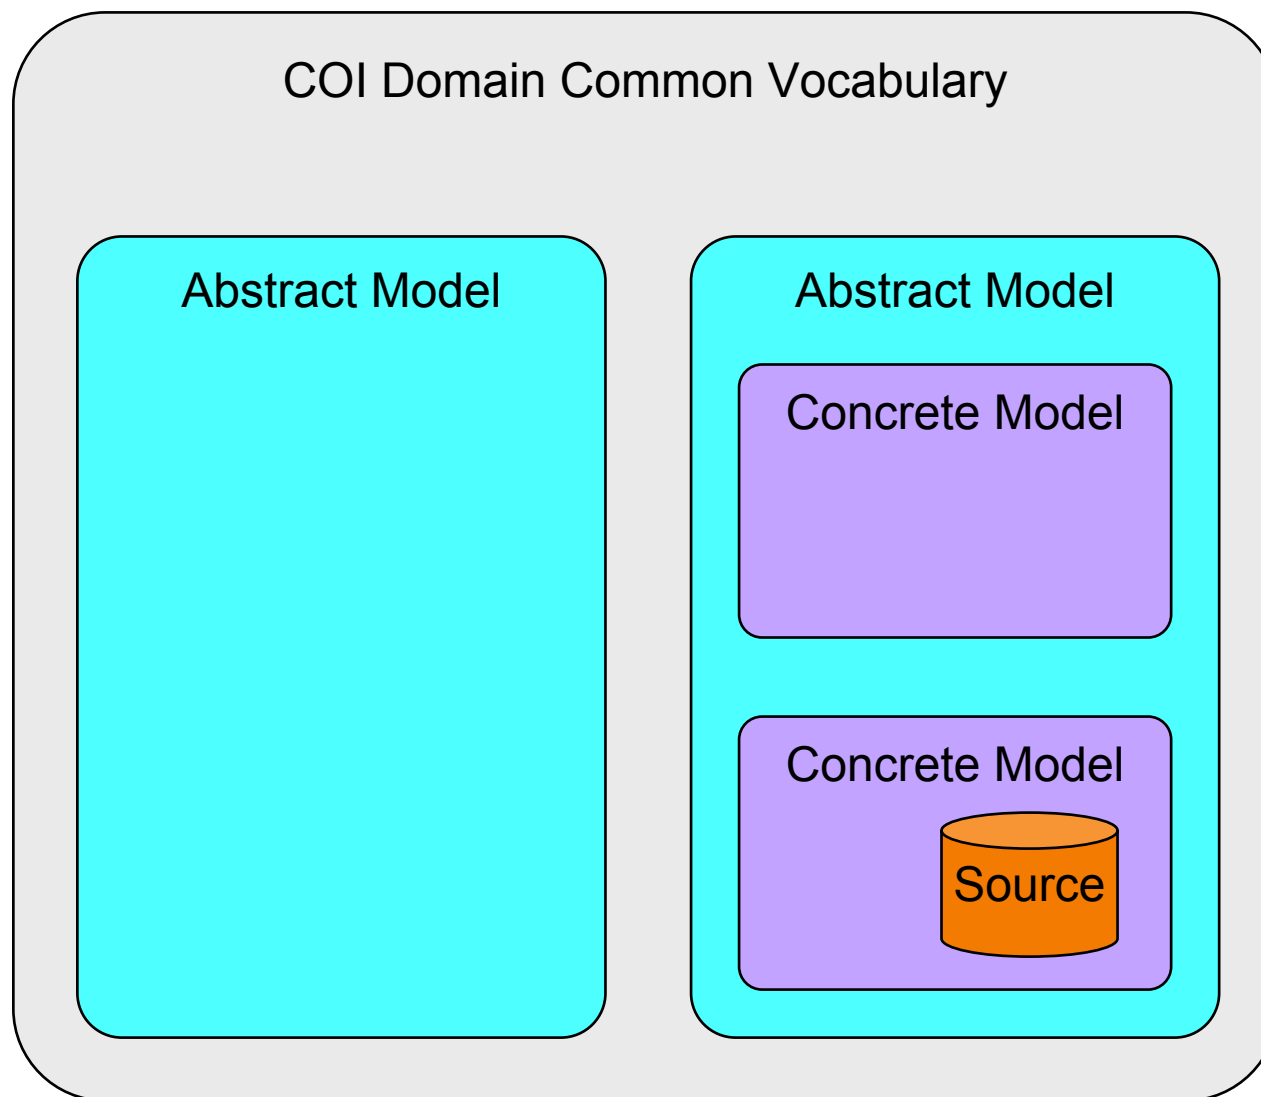 COI Domain Common Vocabulary
Abstract Model
Abstract Model
Concrete Model
Concrete Model
Source